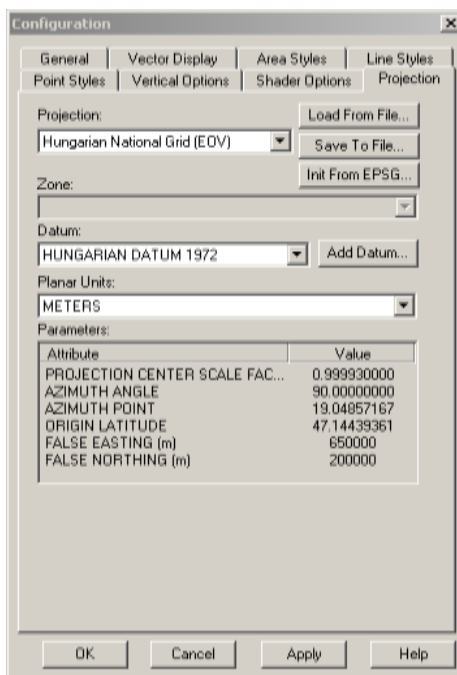 Configuration
General Vector Display Area Styles Line Styles
Point Styles Vertical Options Shader Options Projection
Projection:
Load From File...
Hungarian National Grid (EOV)
Save To File...
Init From EPSG...
Zone:
Datum:
HUNGARIAN DATUM 1972
Add Datum...
Planar Units:
METERS
Parameters:
Attribute Value
PROJECTION CENTER SCALE FAC... 0.999930000
AZIMUTH ANGLE 90.00000000
AZIMUTH POINT 19.04857167
ORIGIN LATITUDE 47.14439361
FALSE EASTING (m) 650000
FALSE NORTHING (m) 200000
OK Cancel Apply Help